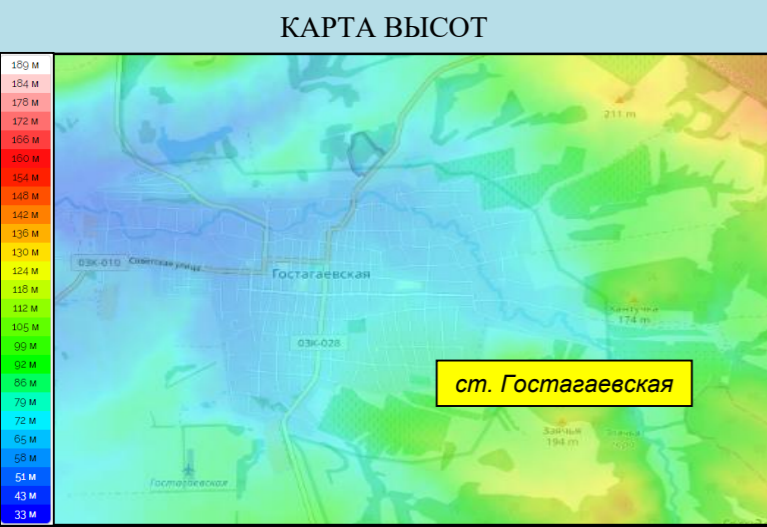 КАРТА ВЫСОТ
189 м
184 м
178 м
172 м
166 м
160 м
154 м
148 м
142 м
136 м
130 м
124 м
118 м
112 м
105 м
99 м
92 м
86 м
79 м
72 м
65 м
58 м
51 м
43 м
33 м
211 m
03К-010
Советская улица
Гостагаевская
174 m
03К-028
ст. Гостагаевская
Заячья
194 m
Гостагаевская